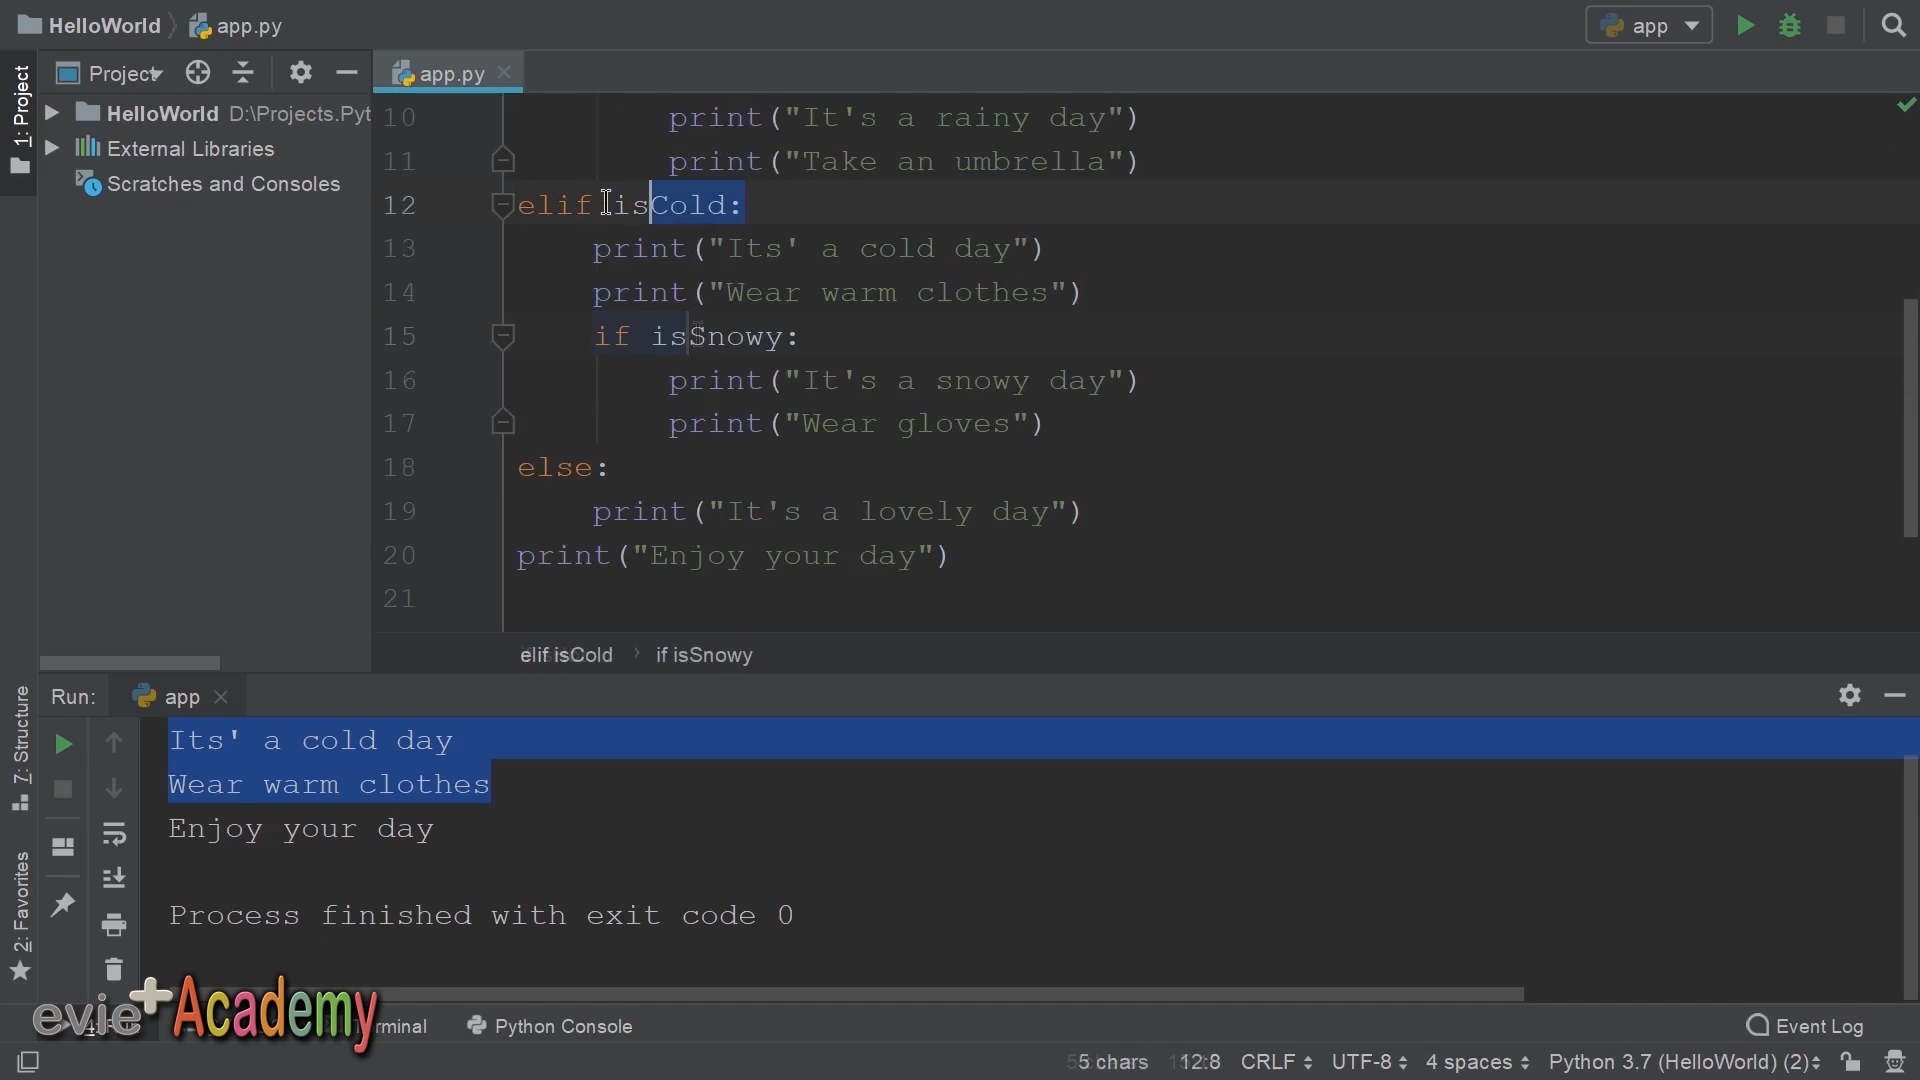 HelloWorld app.py
app
1: Project
Project
app.py
HelloWorld D:\Projects.Pyt
External Libraries
Scratches and Consoles
10 print("It's a rainy day")
11 print("Take an umbrella")
12 elif isCold:
13 print("Its' a cold day")
14 print("Wear warm clothes")
15 if isSnowy:
16 print("It's a snowy day")
17 print("Wear gloves")
18 else:
19 print("It's a lovely day")
20 print("Enjoy your day")
21
elif isCold if isSnowy
Run: app
7: Structure
2: Favorites
Its' a cold day
Wear warm clothes
Enjoy your day
Process finished with exit code 0
evie+Academy
Python Console
Event Log
5 chars 12:8 CRLF UTF-8 4 spaces Python 3.7 (HelloWorld) (2)